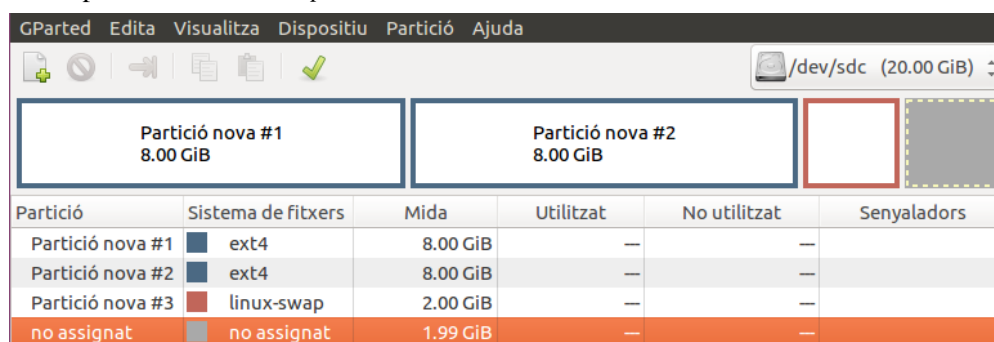 GParted Edita Visualitza Dispositiu Partició Ajuda
/dev/sdc (20.00 GiB)
Partició nova #1 Partició nova #2
8.00 GiB 8.00 GiB
Partició Sistema de fitxers Mida Utilitzat No utilitzat Senyaladors
Partició nova #1 ext4 8.00 GiB --- ---
Partició nova #2 ext4 8.00 GiB --- ---
Partició nova #3 linux-swap 2.00 GiB --- ---
no assignat no assignat 1.99 GiB --- ---